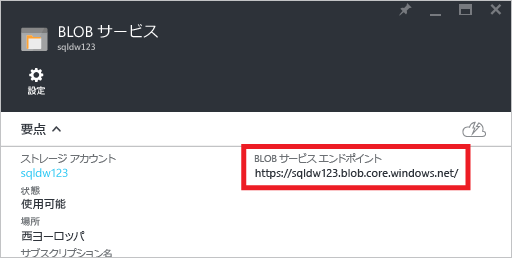 BLOB サービス
sqldw123
設定
要点
ストレージ アカウント
sqldw123
状態
使用可能
場所
西ヨーロッパ
サブスクリプション名
BLOB サービス エンドポイント
https://sqldw123.blob.core.windows.net/